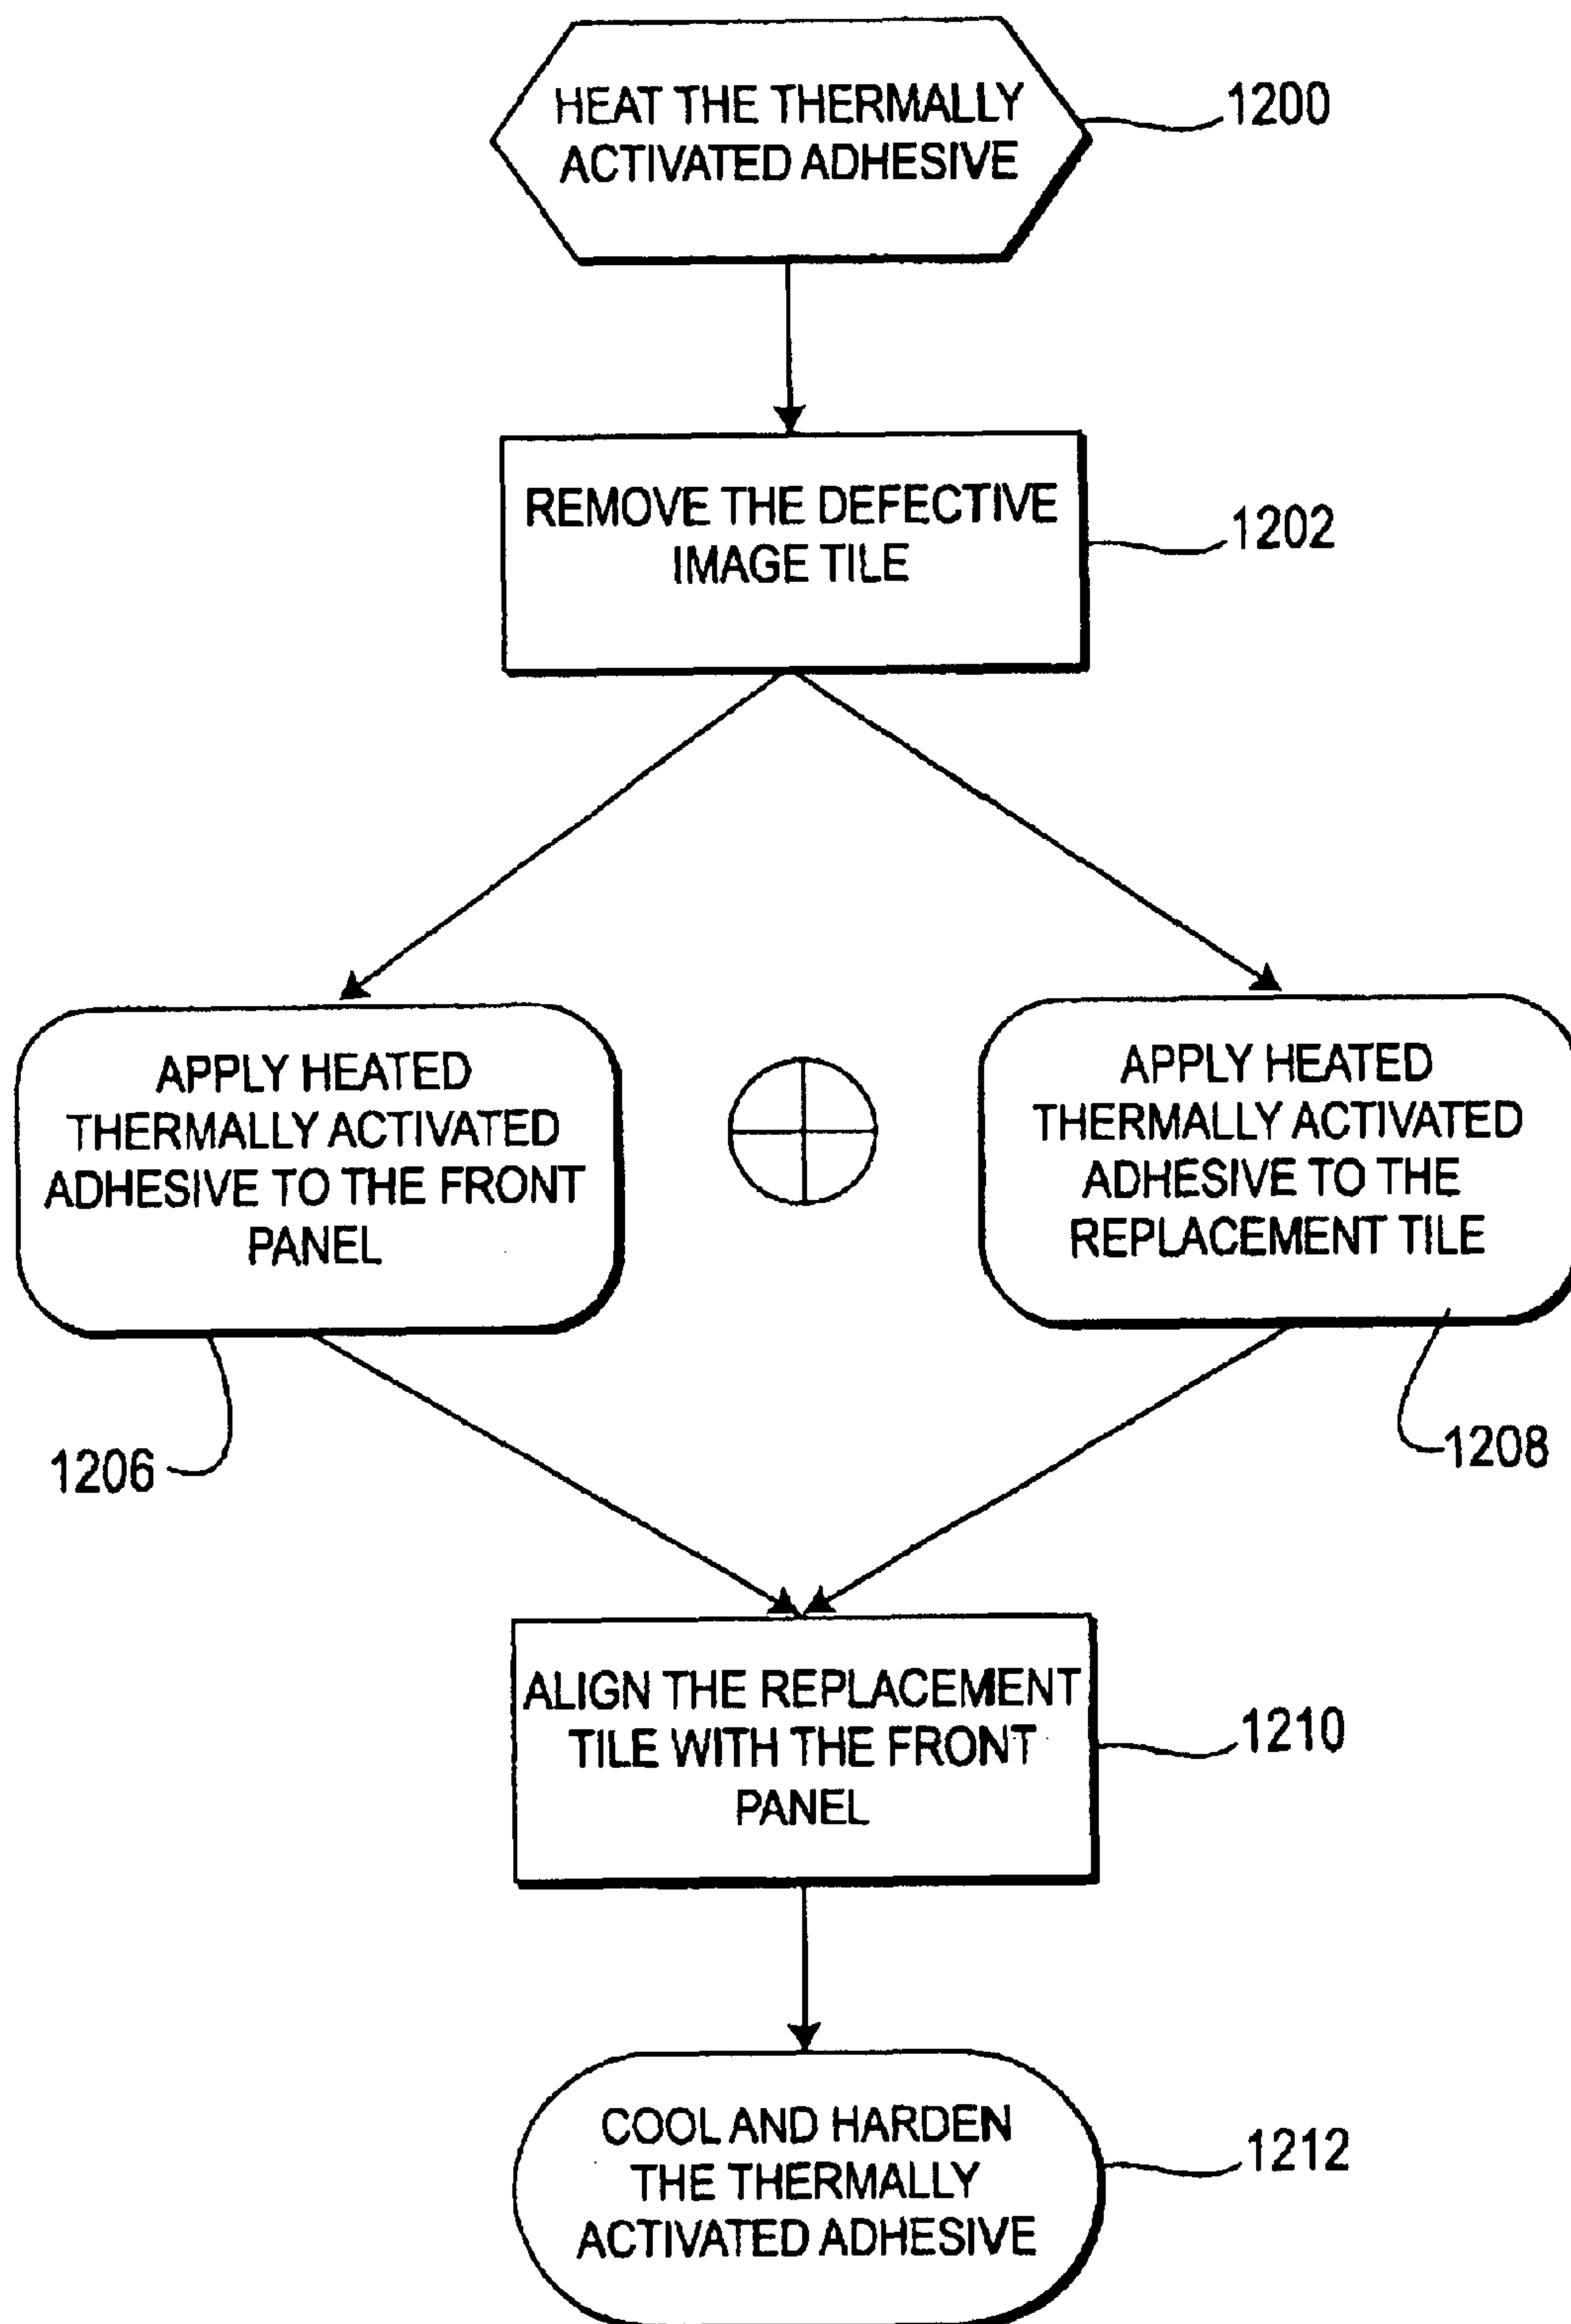 HEAT THE THERMALLY
ACTIVATED ADHESIVE
1200
REMOVE THE DEFECTIVE
IMAGE TILE
1202
APPLY HEATED
THERMALLY ACTIVATED
ADHESIVE TO THE FRONT
PANEL
1206
APPLY HEATED
THERMALLY ACTIVATED
ADHESIVE TO THE
REPLACEMENT TILE
1208
ALIGN THE REPLACEMENT
TILE WITH THE FRONT
PANEL
1210
COOL AND HARDEN
THE THERMALLY
ACTIVATED ADHESIVE
1212